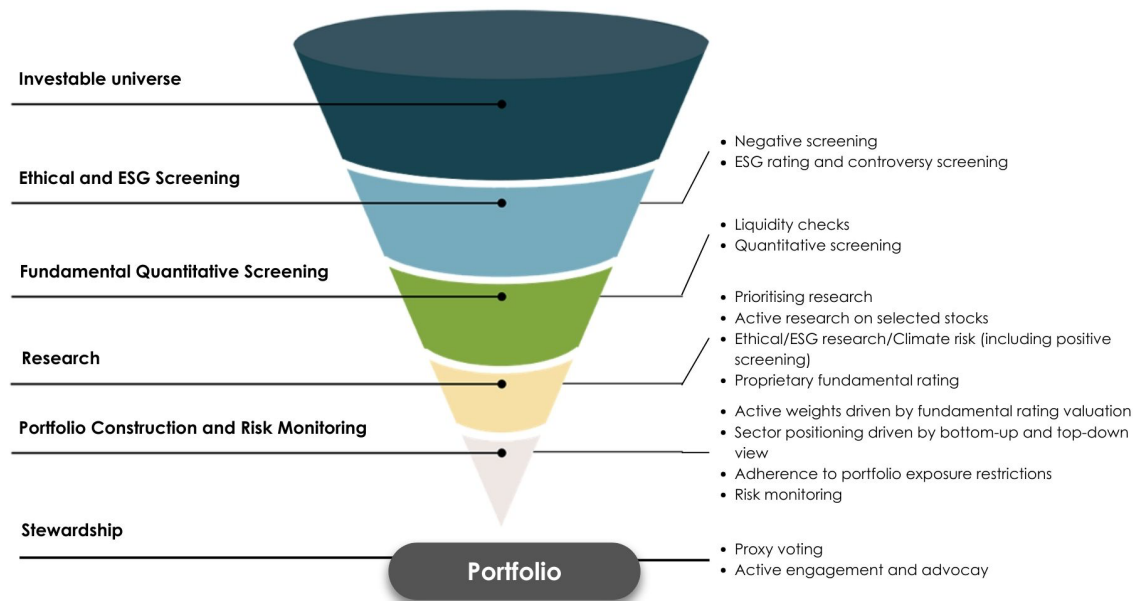 Investable universe
Ethical and ESG Screening
• Negative screening
• ESG rating and controversy screening
Fundamental Quantitative Screening
• Liquidity checks
• Quantitative screening
Research
• Prioritising research
• Active research on selected stocks
• Ethical/ESG research/Climate risk (including positive
screening)
• Proprietary fundamental rating
Portfolio Construction and Risk Monitoring
• Active weights driven by fundamental rating valuation
• Sector positioning driven by bottom-up and top-down
view
• Adherence to portfolio exposure restrictions
• Risk monitoring
Stewardship
Portfolio
• Proxy voting
• Active engagement and advocay